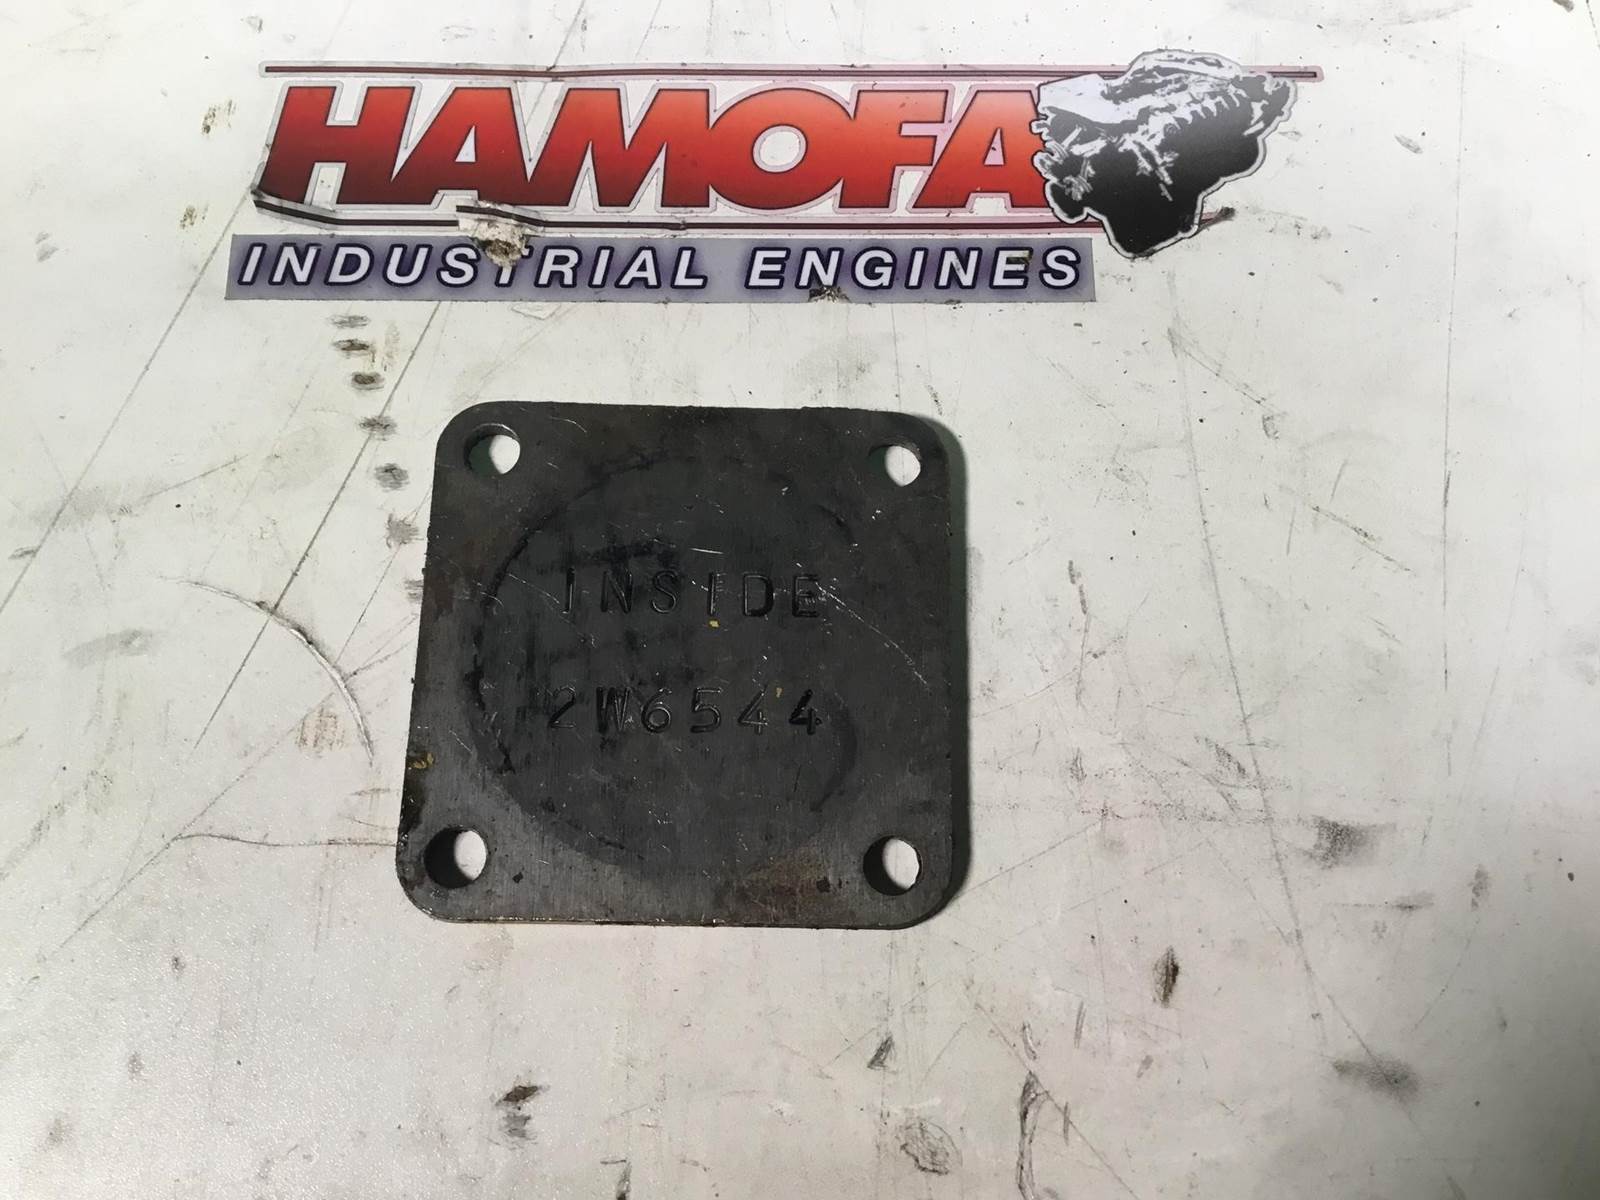 HAMOFA
INDUSTRIAL ENGINES
INSIDE
2W6544